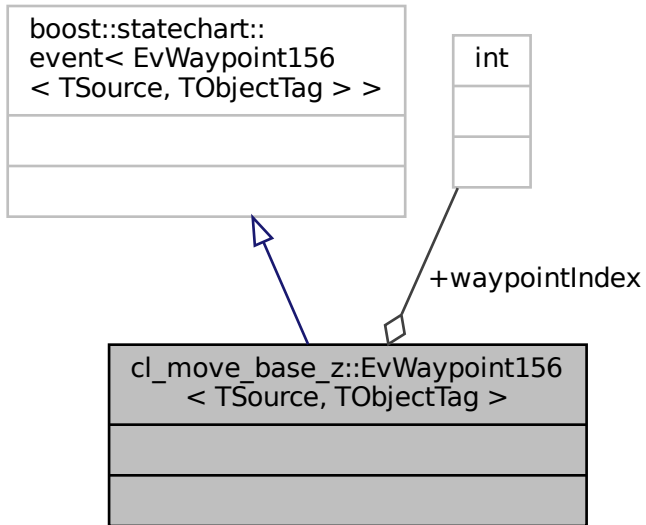 boost::statechart::
event< EvWaypoint156
< TSource, TObjectTag > >
int
+waypointIndex
cl_move_base_z::EvWaypoint156
< TSource, TObjectTag >